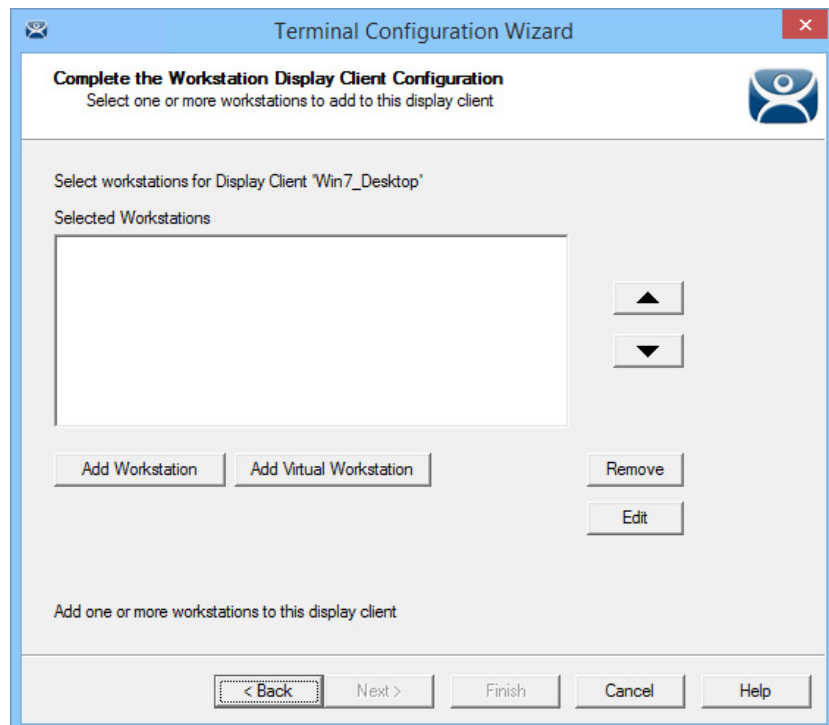 Terminal Configuration Wizard
Complete the Workstation Display Client Configuration
Select one or more workstations to add to this display client
Select workstations for Display Client 'Win7_Desktop'
Selected Workstations
Add Workstation
Add Virtual Workstation
Remove
Edit
Add one or more workstations to this display client
< Back
Next >
Finish
Cancel
Help